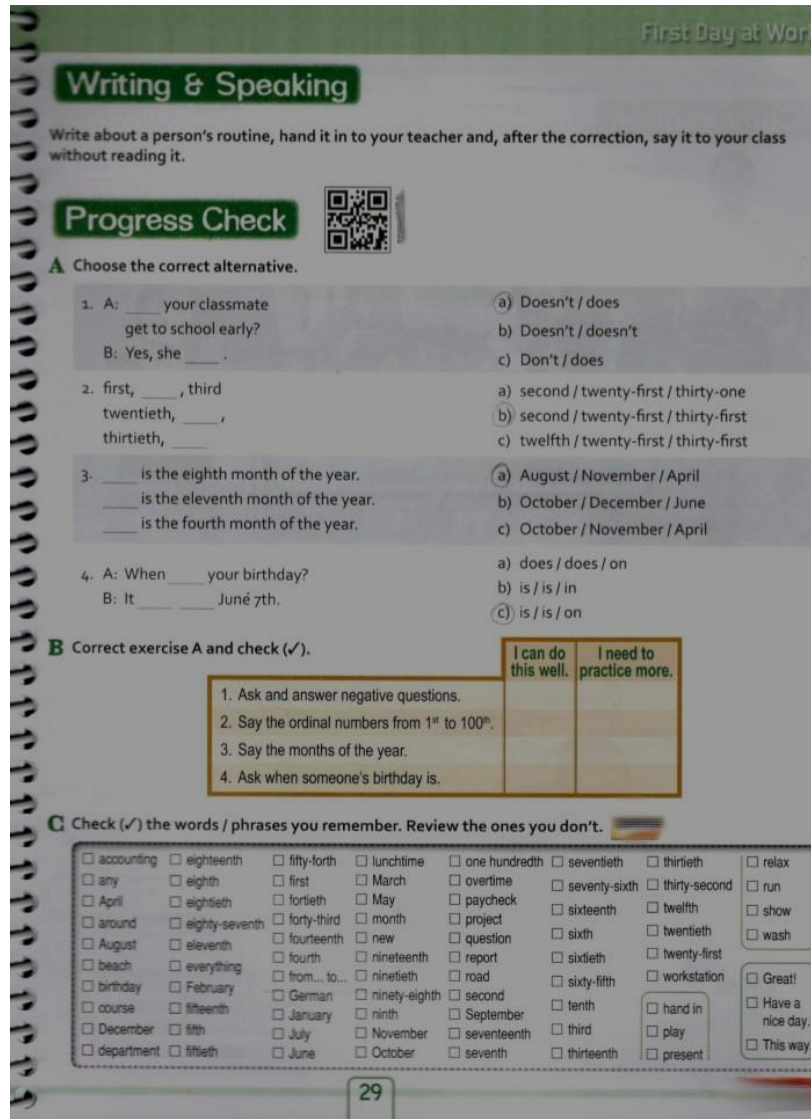 First Day at Wor
Writing & Speaking
Write about a person's routine, hand it in to your teacher and, after the correction, say it to your class
without reading it.
Progress Check
A Choose the correct alternative.
1. A: ____ your classmate
get to school early?
B: Yes, she ____ .
a) Doesn't / does
b) Doesn't / doesn't
c) Don't / does
2. first, ____ , third
twentieth, ____ ,
thirtieth, ____
a) second / twenty-first / thirty-one
b) second / twenty-first / thirty-first
c) twelfth / twenty-first / thirty-first
3. ____ is the eighth month of the year.
____ is the eleventh month of the year.
____ is the fourth month of the year.
a) August / November / April
b) October / December / June
c) October / November / April
4. A: When ____ your birthday?
B: It ____ ____ June 7th.
a) does / does / on
b) is / is / in
c) is / is / on
B Correct exercise A and check (✓).
I can do
this well.
I need to
practice more.
1. Ask and answer negative questions.
2. Say the ordinal numbers from 1st to 100th.
3. Say the months of the year.
4. Ask when someone's birthday is.
C Check (✓) the words / phrases you remember. Review the ones you don't.
accounting
any
April
around
August
beach
birthday
course
December
department
eighteenth
eighth
eightieth
eighty-seventh
eleventh
everything
February
fifteenth
fifth
fiftieth
fifty-forth
first
fortieth
forty-third
fourteenth
fourth
from... to...
German
January
July
June
lunchtime
March
May
month
new
nineteenth
ninetieth
ninety-eighth
ninth
November
October
one hundredth
overtime
paycheck
project
question
report
road
second
September
seventeenth
seventh
seventieth
seventy-sixth
sixteenth
sixth
sixtieth
sixty-fifth
tenth
third
thirteenth
thirtieth
thirty-second
twelfth
twentieth
twenty-first
workstation
hand in
play
present
relax
run
show
wash
Great!
Have a
nice day.
This way
29